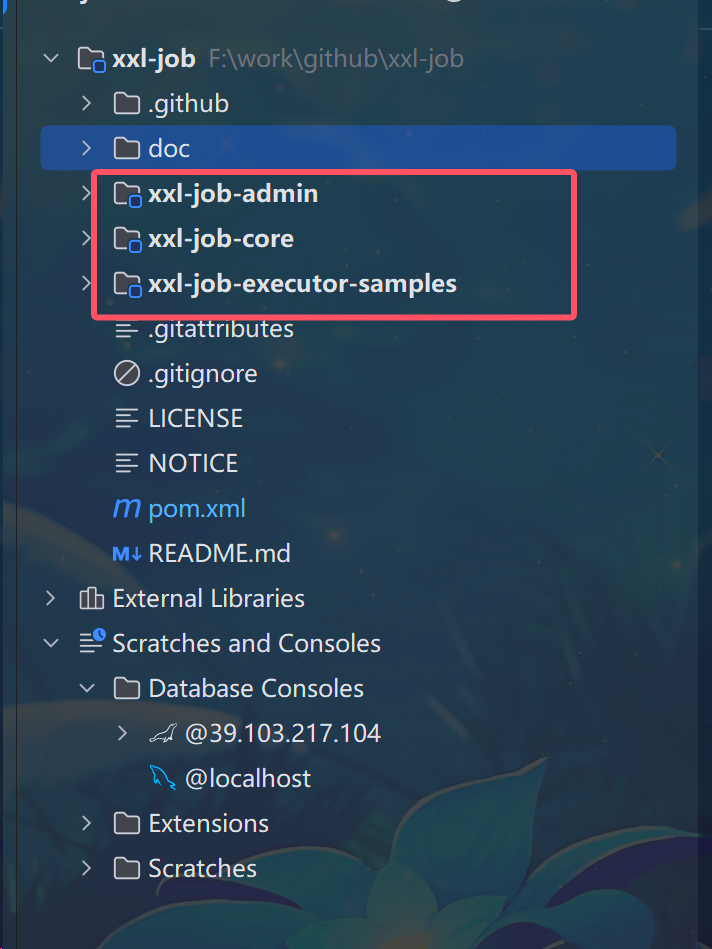 xxl-job F:\work\github\xxl-job
.github
doc
xxl-job-admin
xxl-job-core
xxl-job-executor-samples
.gitattributes
.gitignore
LICENSE
NOTICE
m pom.xml
M↓ README.md
External Libraries
Scratches and Consoles
Database Consoles
@39.103.217.104
@localhost
Extensions
Scratches